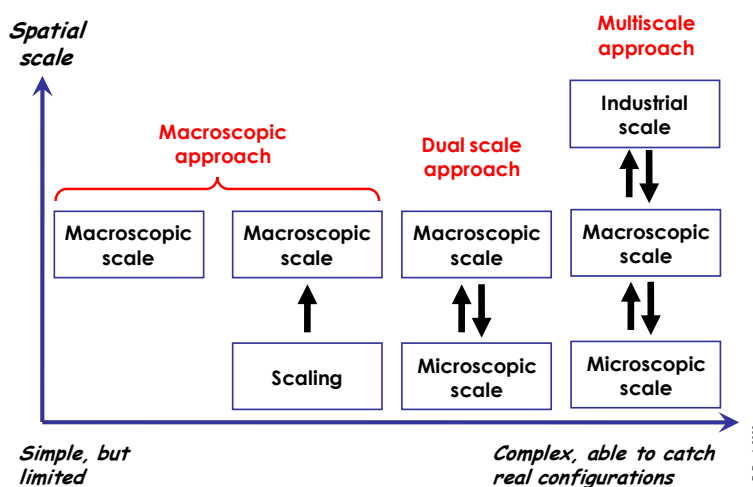 Spatial
scale
Multiscale
approach
Industrial
scale
Macroscopic
approach
Dual scale
approach
Macroscopic
scale
Macroscopic
scale
Macroscopic
scale
Macroscopic
scale
Scaling
Microscopic
scale
Microscopic
scale
Simple, but
limited
Complex, able to catch
real configurations